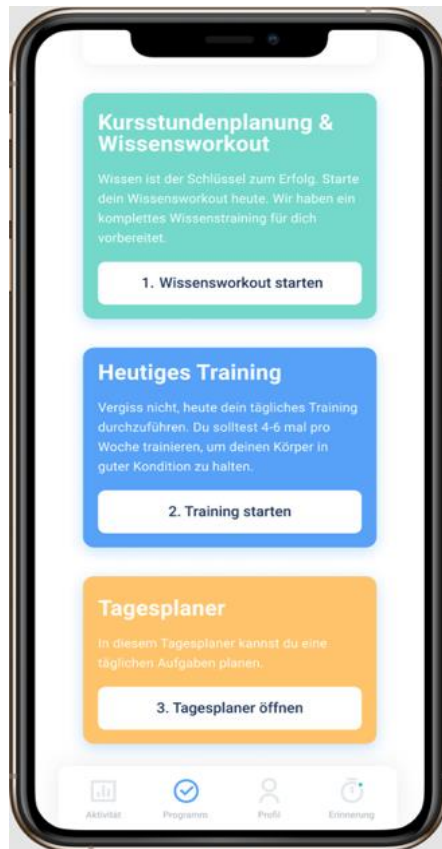 Kursstundenplanung &
Wissensworkout
Wissen ist der Schlüssel zum Erfolg. Starte
dein Wissensworkout heute. Wir haben ein
komplettes Wissenstraining für dich
vorbereitet.
1. Wissensworkout starten
Heutiges Training
Vergiss nicht, heute dein tägliches Training
durchzuführen. Du solltest 4-6 mal pro
Woche trainieren, um deinen Körper in
guter Kondition zu halten.
2. Training starten
Tagesplaner
In diesem Tagesplaner kannst du eine
täglichen Aufgaben planen.
3. Tagesplaner öffnen
Aktivität Programm Profil Erinnerung